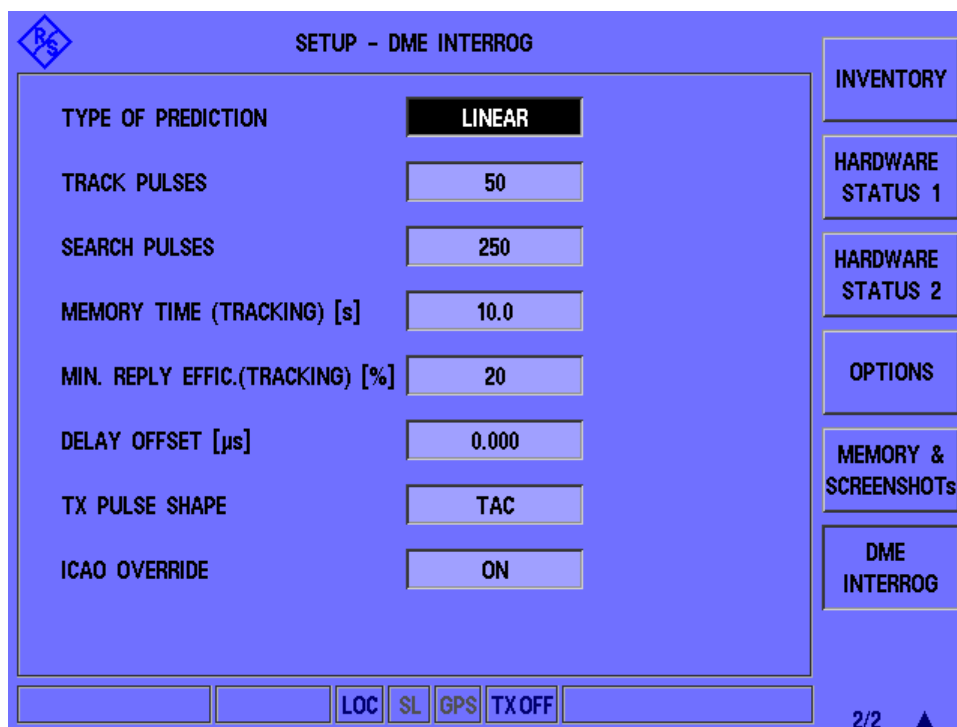 R/S
SETUP - DME INTERROG
TYPE OF PREDICTION LINEAR
TRACK PULSES 50
SEARCH PULSES 250
MEMORY TIME (TRACKING) [s] 10.0
MIN. REPLY EFFIC.(TRACKING) [%] 20
DELAY OFFSET [µs] 0.000
TX PULSE SHAPE TAC
ICAO OVERRIDE ON
LOC SL GPS TX OFF
INVENTORY
HARDWARE
STATUS 1
HARDWARE
STATUS 2
OPTIONS
MEMORY &
SCREENSHOTs
DME
INTERROG
2/2 ▲